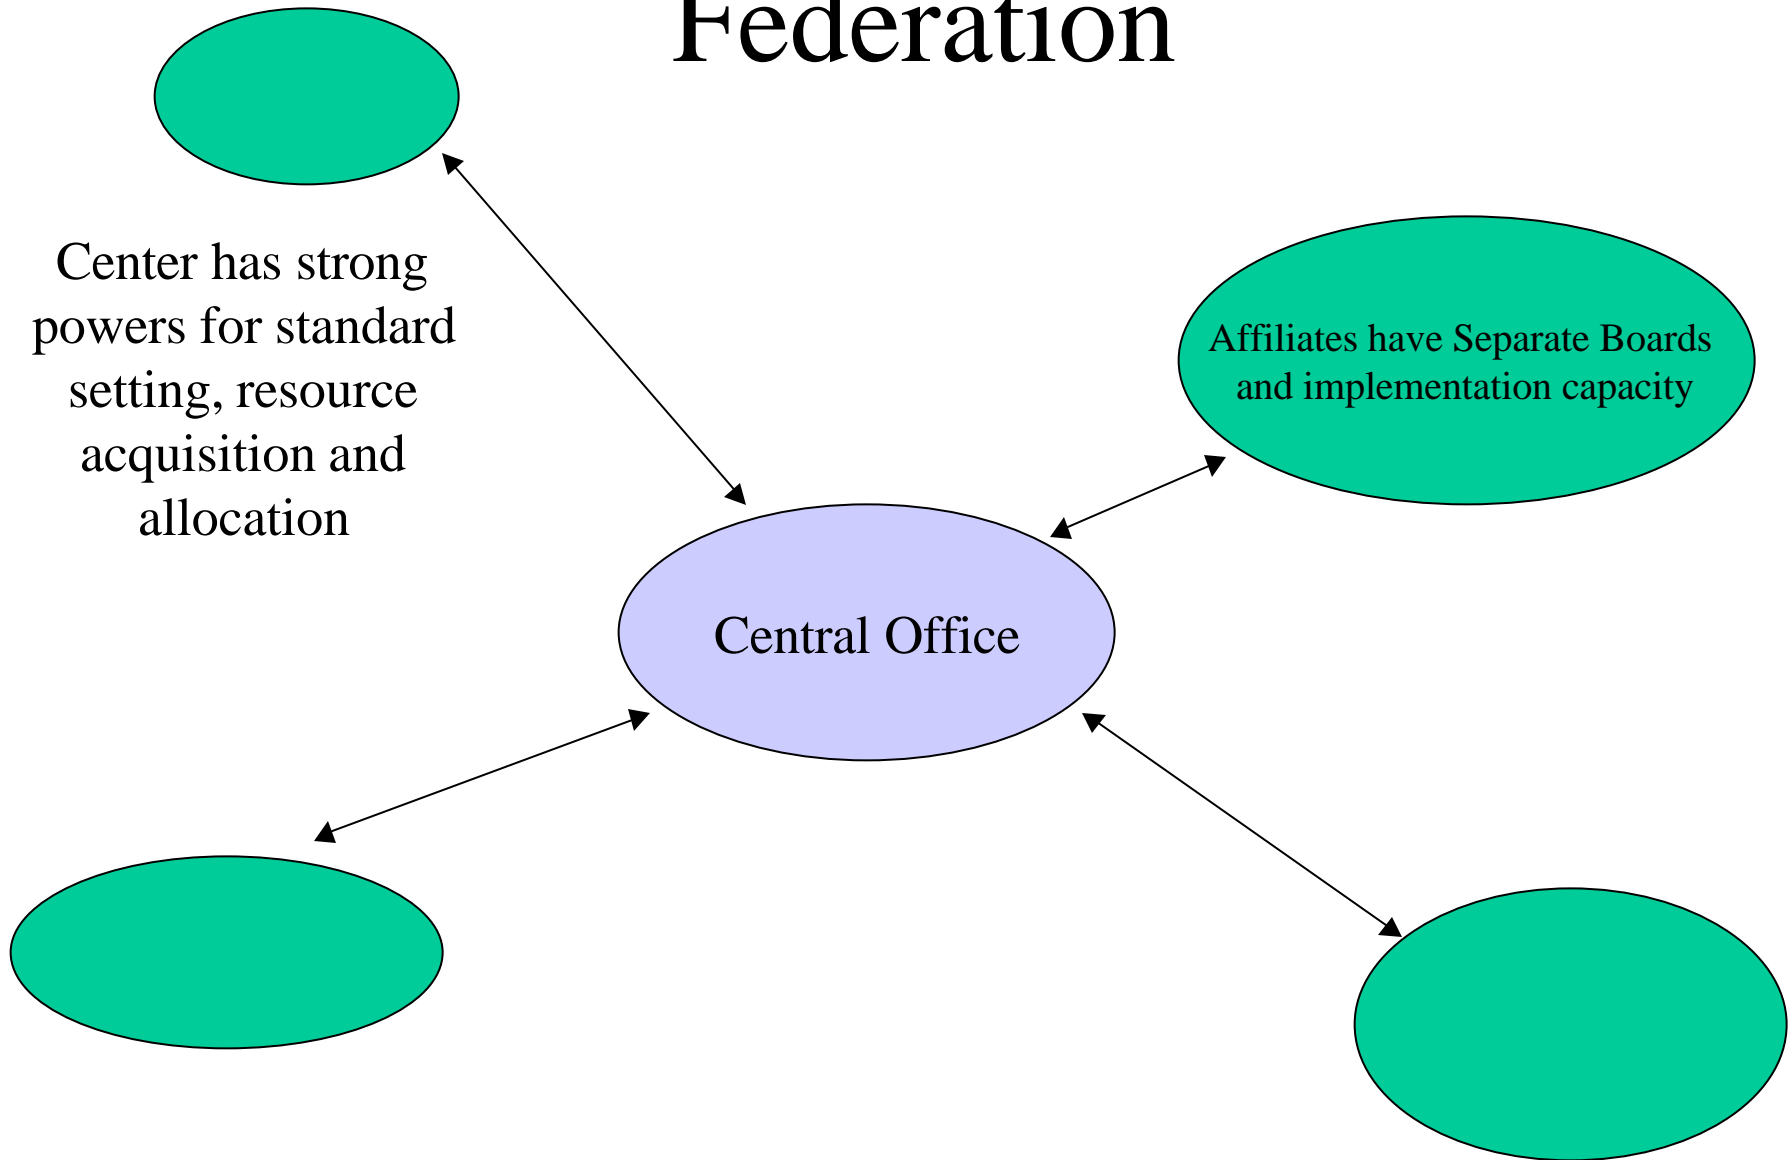 Federation
Center has strong
powers for standard
setting, resource
acquisition and
allocation
Affiliates have Separate Boards
and implementation capacity
Central Office